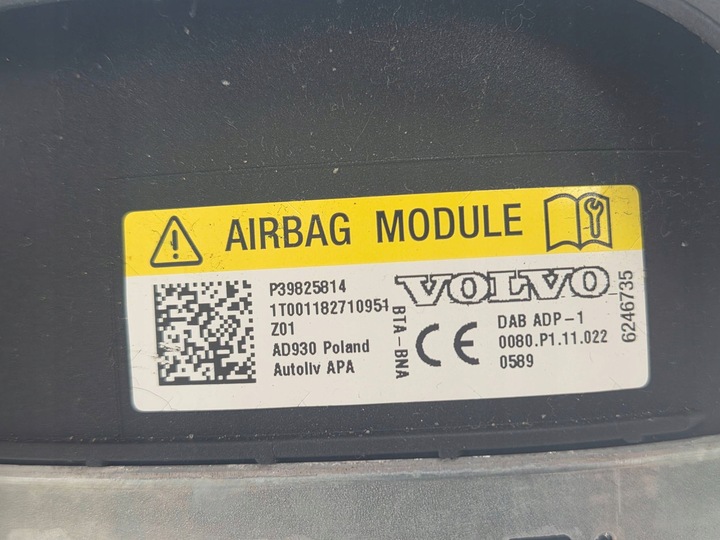 AIRBAG MODULE
P39825814
1T001182710951
Z01
AD930 Poland
Autoliv APA
BTA-BNA
VOLVO
CE
DAB ADP-1
0080.P1.11.022
0589
6246735